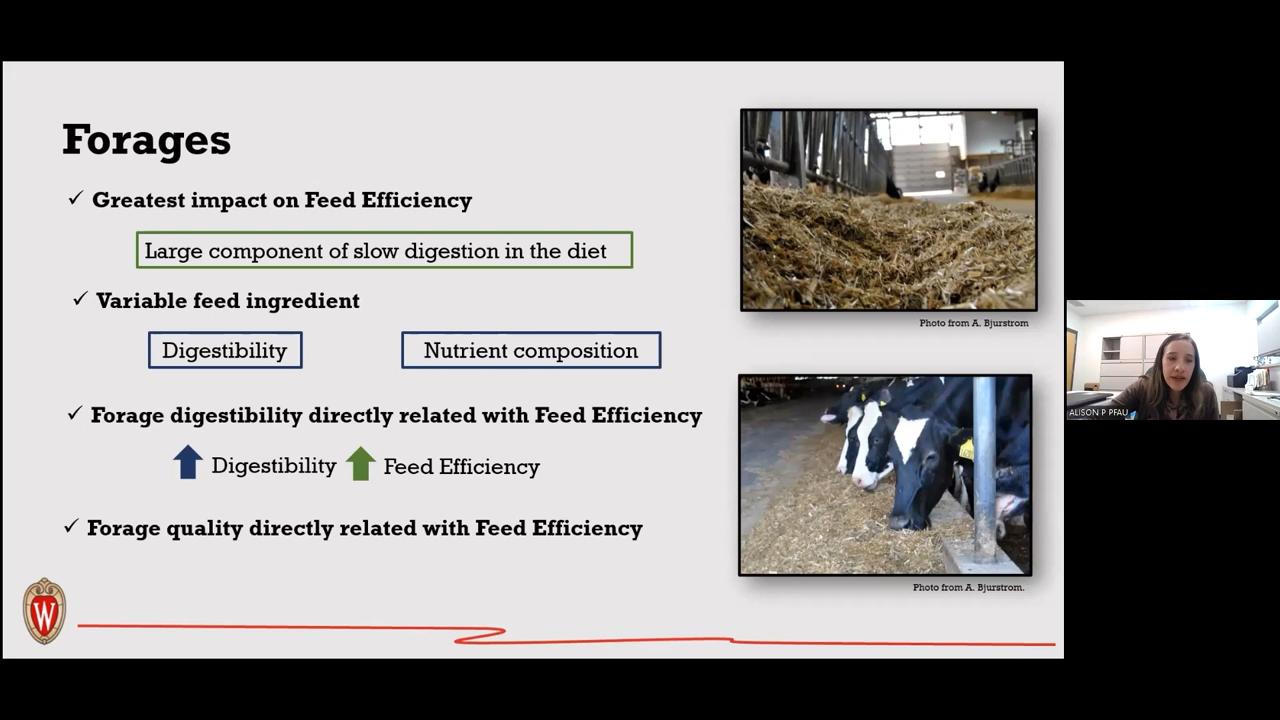 Forages
✓ Greatest impact on Feed Efficiency
Large component of slow digestion in the diet
✓ Variable feed ingredient
Digestibility
Nutrient composition
✓ Forage digestibility directly related with Feed Efficiency
Digestibility
Feed Efficiency
✓ Forage quality directly related with Feed Efficiency
W
Photo from A. Bjurstrom
Photo from A. Bjurstrom.
ALISON P PFAU